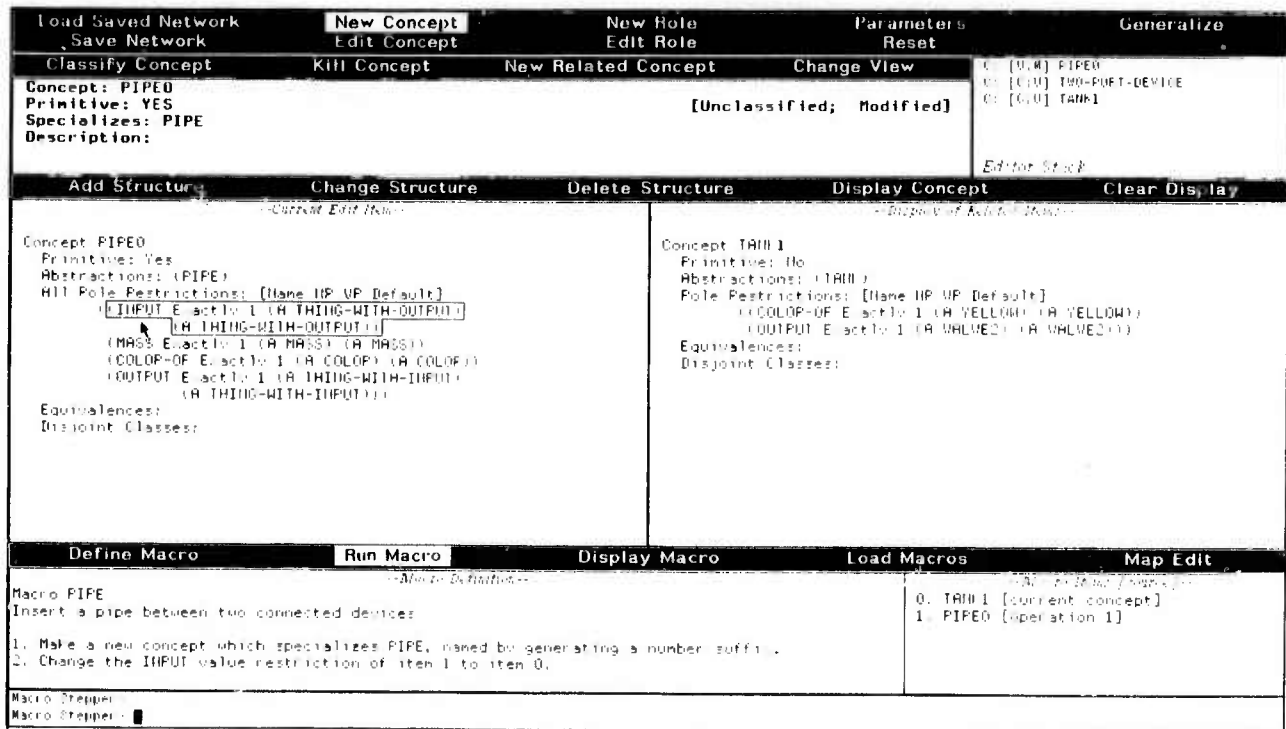 Load Saved Network New Concept New Role Parameters Generalize
Save Network Edit Concept Edit Role Reset
Classify Concept Kill Concept New Related Concept Change View
Concept: PIPE0
Primitive: YES [Unclassified; Modified]
Specializes: PIPE
Description:
C: [U,M] PIPE0
C: [C,U] TWO-PORT-DEVICE
C: [C,U] TANK1
Editor Stack
Add Structure Change Structure Delete Structure Display Concept Clear Display
--Current Edit Item--
Concept PIPE0
Primitive: Yes
Abstractions: (PIPE)
All Role Restrictions: [Name NR VR Default]
((INPUT Exactly 1 (A THING-WITH-OUTPUT)
(A THING-WITH-OUTPUT))
(MASS Exactly 1 (A MASS) (A MASS))
(COLOR-OF Exactly 1 (A COLOR) (A COLOR))
(OUTPUT Exactly 1 (A THING-WITH-INPUT)
(A THING-WITH-INPUT)))
Equivalences:
Disjoint Classes:
--Display of Related Items--
Concept TANK1
Primitive: No
Abstractions: (TANK)
Role Restrictions: [Name NR VR Default]
((COLOR-OF Exactly 1 (A YELLOW) (A YELLOW))
(OUTPUT Exactly 1 (A VALVE2) (A VALVE2)))
Equivalences:
Disjoint Classes:
Define Macro Run Macro Display Macro Load Macros Map Edit
--Macro Definition--
Macro PIPE
Insert a pipe between two connected devices
1. Make a new concept which specializes PIPE, named by generating a number suffix.
2. Change the INPUT value restriction of item 1 to item 0.
0. TANK1 [current concept]
1. PIPE0 [operation 1]
Macro Stepper
Macro Stepper